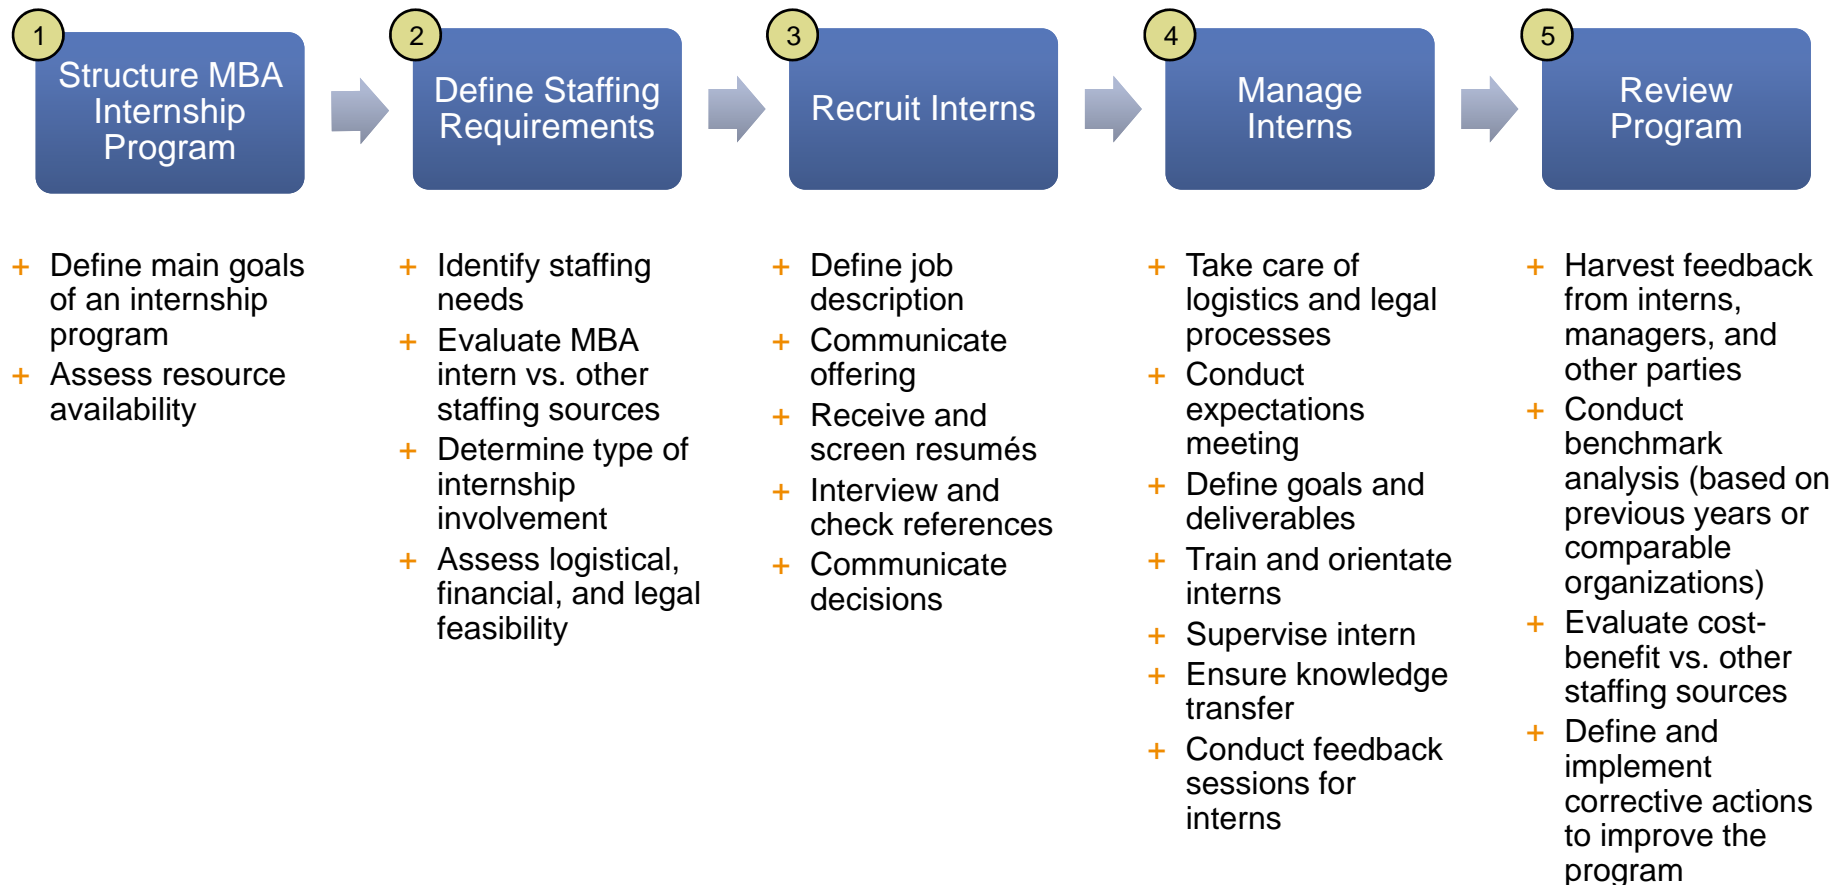 1
Structure MBA
Internship
Program
2
Define Staffing
Requirements
3
Recruit Interns
4
Manage
Interns
5
Review
Program
+ Define main goals
of an internship
program
+ Assess resource
availability
+ Identify staffing
needs
+ Evaluate MBA
intern vs. other
staffing sources
+ Determine type of
internship
involvement
+ Assess logistical,
financial, and legal
feasibility
+ Define job
description
+ Communicate
offering
+ Receive and
screen resumés
+ Interview and
check references
+ Communicate
decisions
+ Take care of
logistics and legal
processes
+ Conduct
expectations
meeting
+ Define goals and
deliverables
+ Train and orientate
interns
+ Supervise intern
+ Ensure knowledge
transfer
+ Conduct feedback
sessions for
interns
+ Harvest feedback
from interns,
managers, and
other parties
+ Conduct
benchmark
analysis (based on
previous years or
comparable
organizations)
+ Evaluate cost-
benefit vs. other
staffing sources
+ Define and
implement
corrective actions
to improve the
program